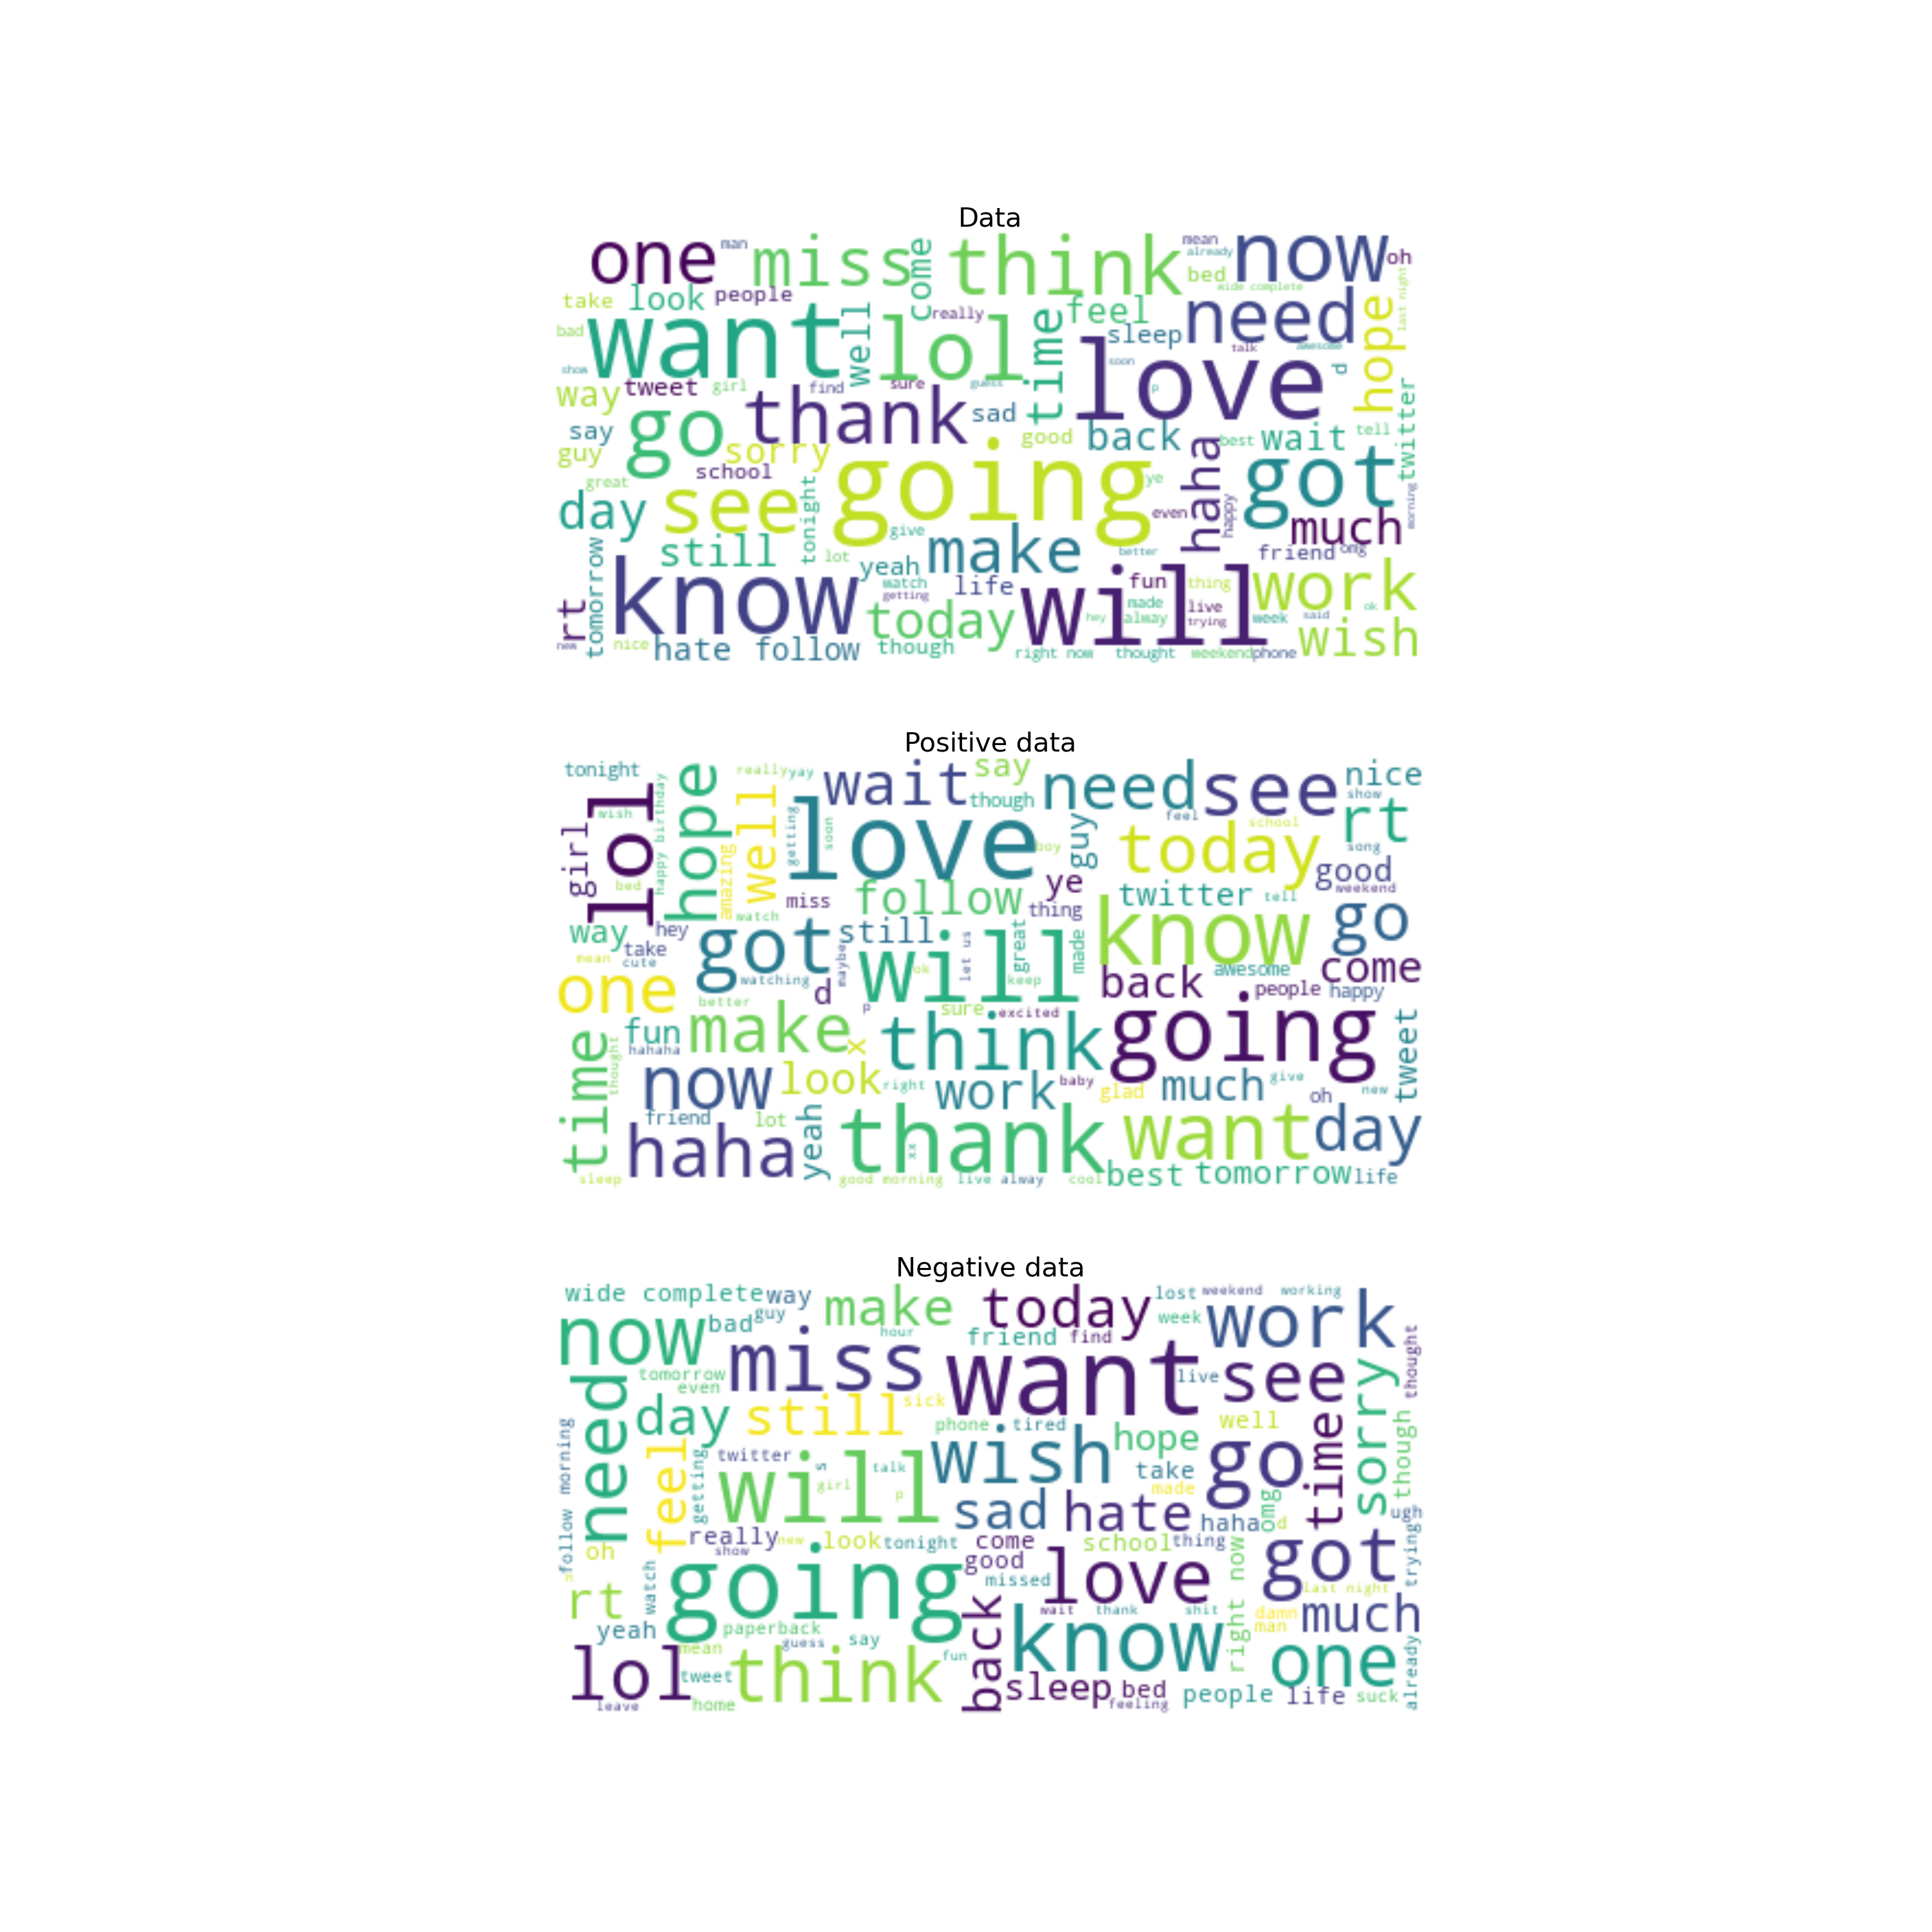 Data
one man miss come think mean already now oh
take look people bed wide complete last night
bad want well lol really time feel sleep need hope
show soon talk awesome love d
way tweet girl find sure guess p twitter
say go thank sad good back best wait tell
guy sorry school going ye haha got
great day see tonight even happy morning
give much
still lot yeah make better friend omg
tomorrow know watch life fun thing work
rt getting today will hey made alway live trying week said ok
new nice hate follow though right now thought weekend phone wish
Positive data
tonight really yay wait say need see nice
lol wish happy birthday hope well getting love soon though feel show
girl boy guy today school rt song
bed amazing miss follow ye twitter tell good weekend
watch thing know go
way hey take got still will let us great made
mean cute watching maybe ok keep back awesome come
one better d p sure excited people happy
time fun hahaha make x think going tweet
thought now look right work baby glad much give oh new
friend lot yeah thank xx want day
haha
sleep good morning live alway cool best tomorrow life
Negative data
wide complete way make today lost weekend working work
now bad guy hour friend find week thought
miss want live see sorry
tomorrow even
need day still sick phone tired well time though
follow morning feel getting twitter will s girl talk p wish hope take go
made
sad hate haha d omg ugh
oh really new look tonight come school thing got trying
show good
n rt watch going missed love right now last night
yeah paperback wait thank shit damn man much
lol mean guess say know one already
tweet think fun back sleep bed people life suck
leave home feeling